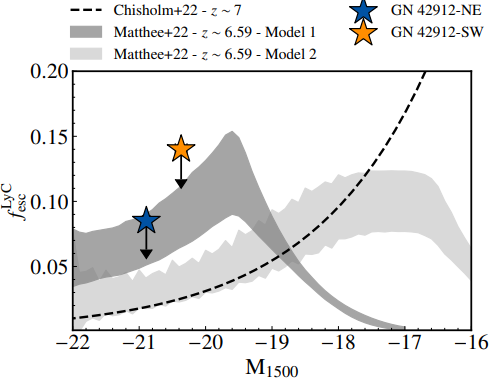 Chisholm+22 - z ~ 7
Matthee+22 - z ~ 6.59 - Model 1
Matthee+22 - z ~ 6.59 - Model 2
GN 42912-NE
GN 42912-SW
0.20
0.15
0.10
0.05
f_esc^LyC
−22 −21 −20 −19 −18 −17 −16
M1500